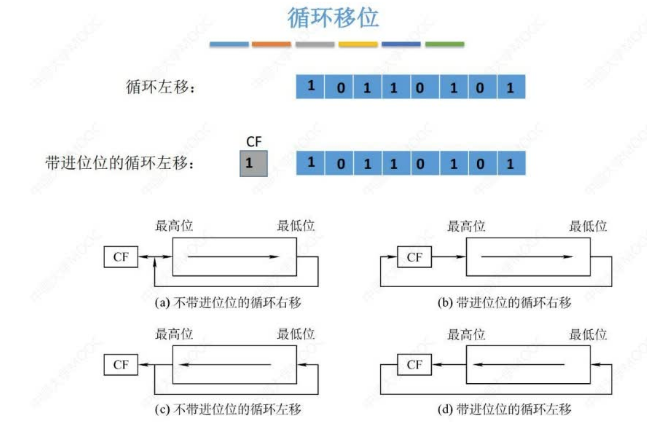 循环移位
循环左移： 1 0 1 1 0 1 0 1
CF
带进位位的循环左移： 1 1 0 1 1 0 1 0 1
最高位 最低位 最高位 最低位
CF CF
(a) 不带进位位的循环右移 (b) 带进位位的循环右移
最高位 最低位 最高位 最低位
CF CF
(c) 不带进位位的循环左移 (d) 带进位位的循环左移